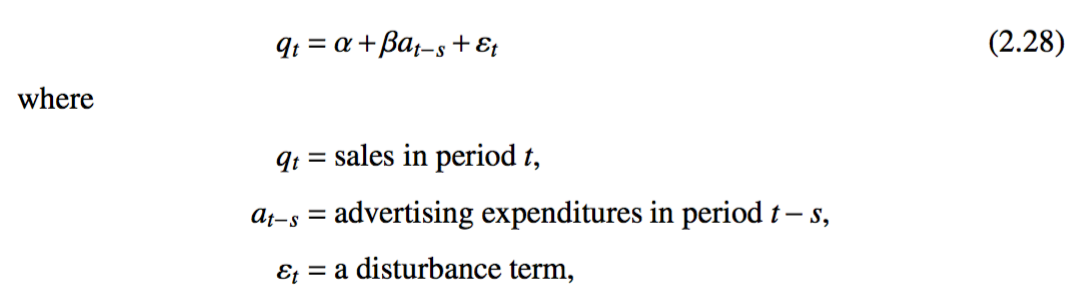 qₜ = α + βaₜ₋ₛ + εₜ (2.28)
where
qₜ = sales in period t,
aₜ₋ₛ = advertising expenditures in period t − s,
εₜ = a disturbance term,